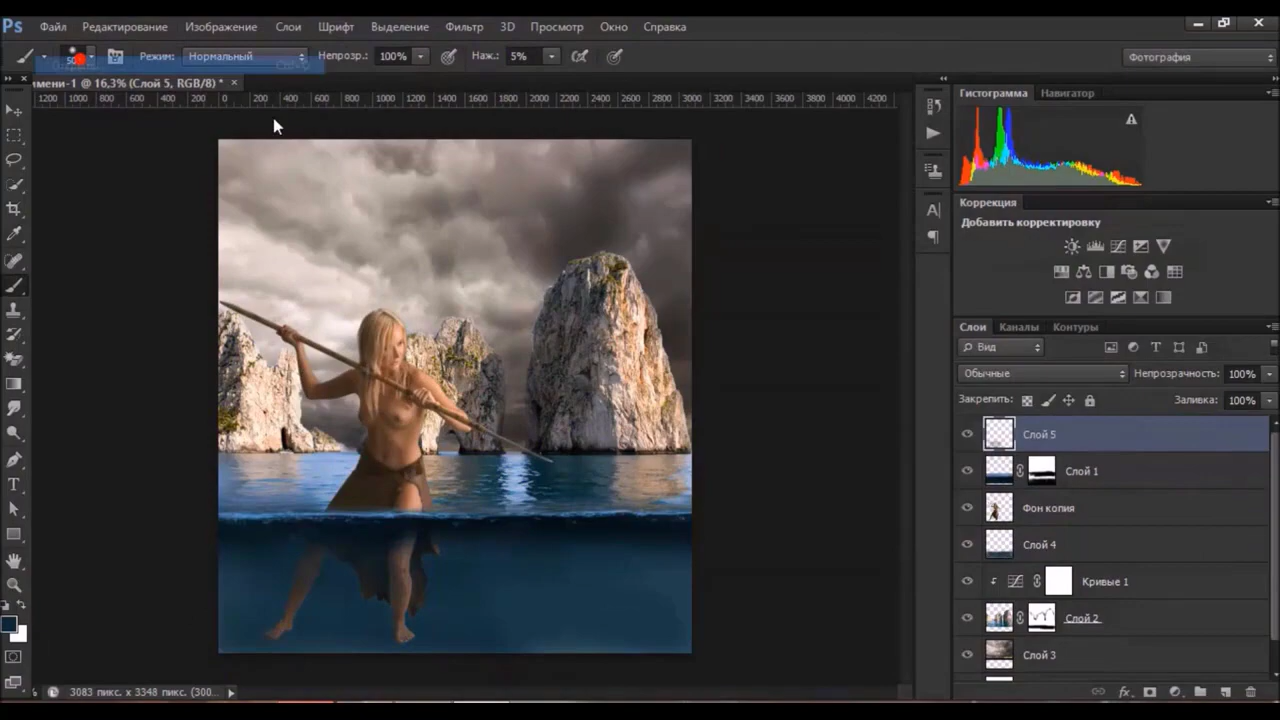 Ps Файл Редактирование Изображение Слои Шрифт Выделение Фильтр 3D Просмотр Окно Справка
Режим: Нормальный Непрозр.: 100% Наж.: 5% Фотография
имени-1 @ 16,3% (Слой 5, RGB/8) * ×
1200 1000 800 600 400 200 0 200 400 600 800 1000 1200 1400 1600 1800 2000 2200 2400 2600 2800 3000 3200 3400 3600 3800 4000 4200
Гистограмма Навигатор
Коррекция
Добавить корректировку
Слои Каналы Контуры
Вид
Обычные Непрозрачность: 100%
Закрепить: Заливка: 100%
Слой 5
Слой 1
Фон копия
Слой 4
Кривые 1
Слой 2
Слой 3
% 3083 пикс. x 3348 пикс. (300...